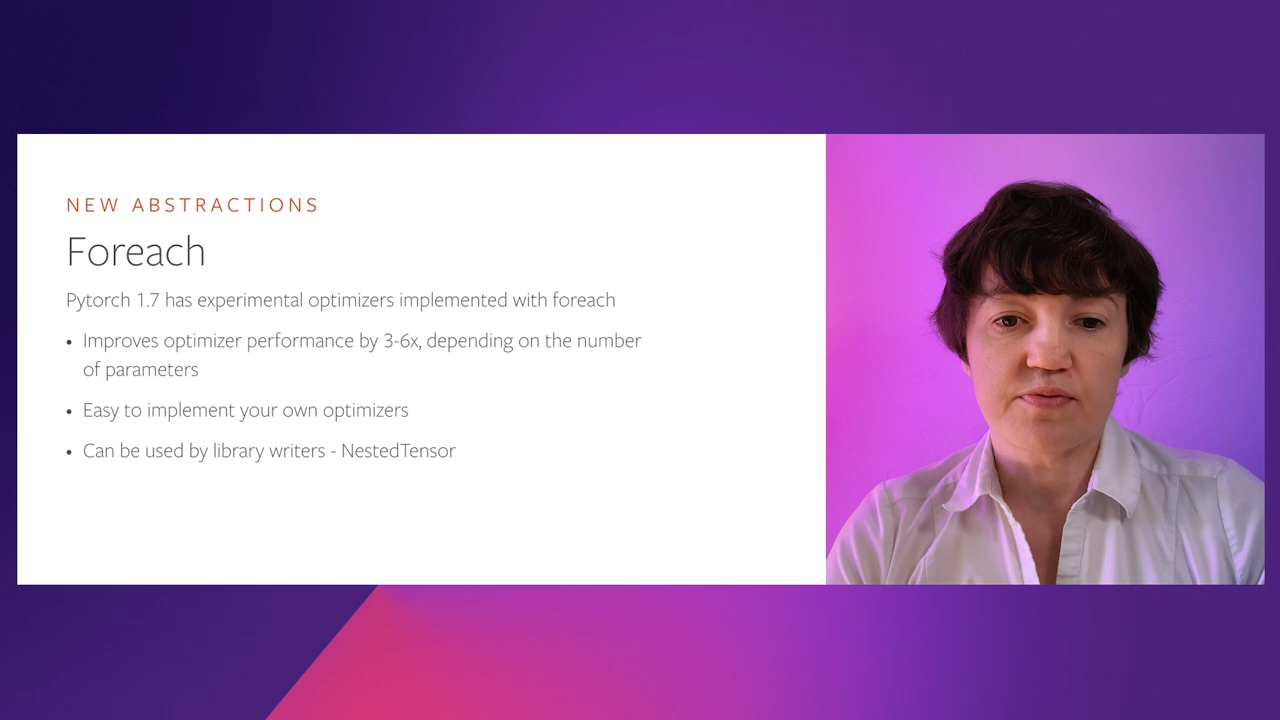 NEW ABSTRACTIONS
Foreach
Pytorch 1.7 has experimental optimizers implemented with foreach
• Improves optimizer performance by 3-6x, depending on the number
of parameters
• Easy to implement your own optimizers
• Can be used by library writers - NestedTensor